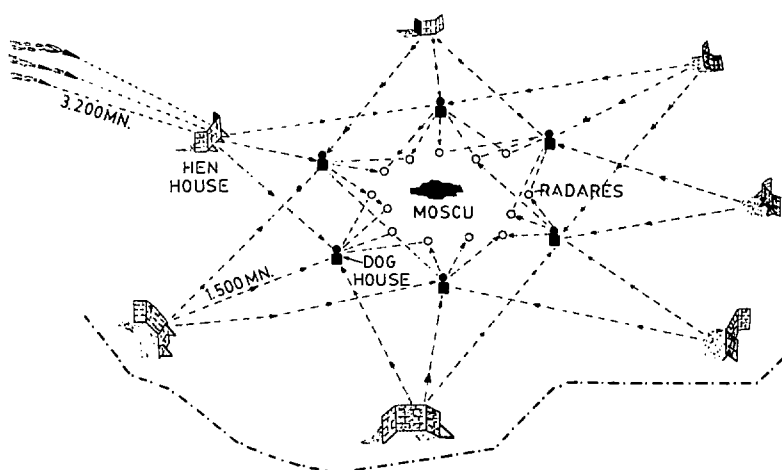 3.200 MN.
HEN
HOUSE
MOSCU
RADARES
DOG
HOUSE
1.500 MN.